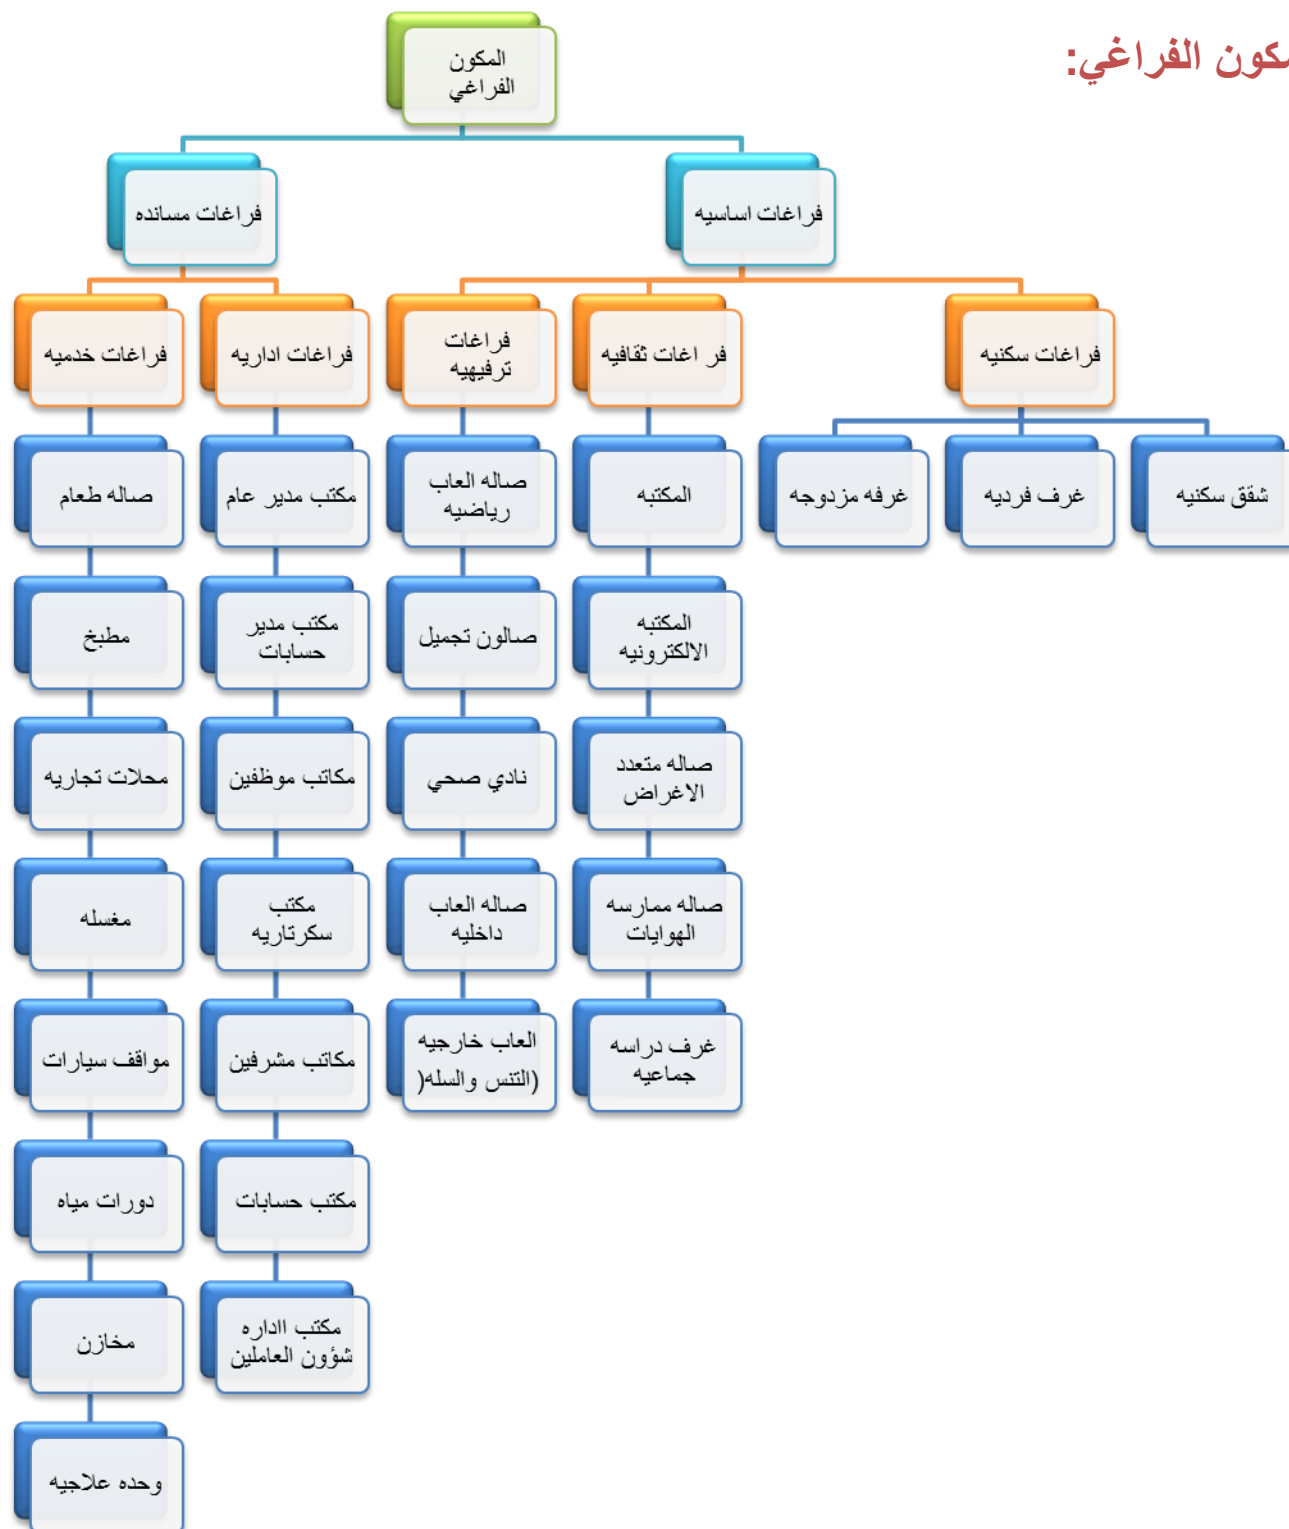 مكون الفراغي:
المكون
الفراغي
فراغات اساسيه
فراغات مسانده
فراغات سكنيه
فر اغات ثقافيه
فراغات
ترفيهيه
فراغات اداريه
فراغات خدميه
شقق سكنيه
غرف فرديه
غرفه مزدوجه
المكتبه
صاله العاب
رياضيه
مكتب مدير عام
صاله طعام
المكتبه
الالكترونيه
صالون تجميل
مكتب مدير
حسابات
مطبخ
صاله متعدد
الاغراض
نادي صحي
مكاتب موظفين
محلات تجاريه
صاله ممارسه
الهوايات
صاله العاب
داخليه
مكتب
سكرتاريه
مغسله
غرف دراسه
جماعيه
العاب خارجيه
(التنس والسله(
مكاتب مشرفين
مواقف سيارات
مكتب حسابات
دورات مياه
مكتب ااداره
شؤون العاملين
مخازن
وحده علاجيه